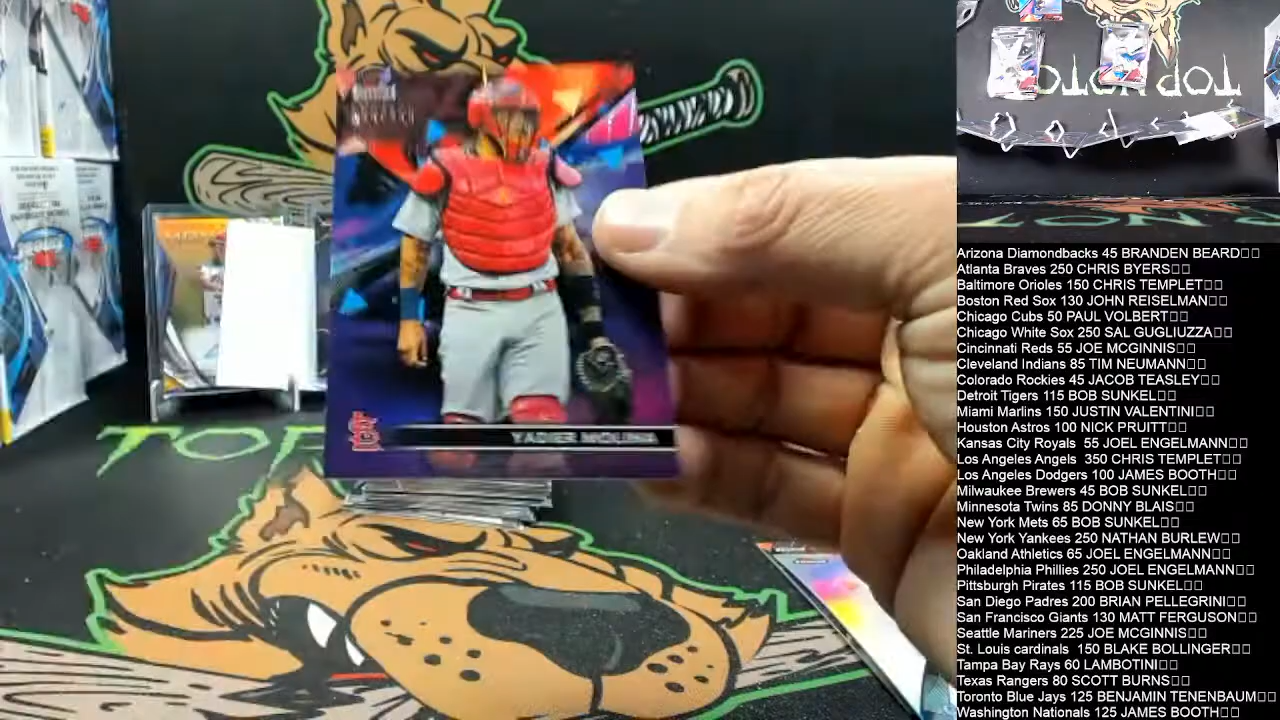 YADIER MOLINA
TOP
TOP NOT
Arizona Diamondbacks 45 BRANDEN BEARD□□
Atlanta Braves 250 CHRIS BYERS□□
Baltimore Orioles 150 CHRIS TEMPLET□□
Boston Red Sox 130 JOHN REISELMAN□□
Chicago Cubs 50 PAUL VOLBERT□□
Chicago White Sox 250 SAL GUGLIUZZA□□
Cincinnati Reds 55 JOE MCGINNIS□□
Cleveland Indians 85 TIM NEUMANN□□
Colorado Rockies 45 JACOB TEASLEY□□
Detroit Tigers 115 BOB SUNKEL□□
Miami Marlins 150 JUSTIN VALENTINI□□
Houston Astros 100 NICK PRUITT□□
Kansas City Royals  55 JOEL ENGELMANN□□
Los Angeles Angels  350 CHRIS TEMPLET□□
Los Angeles Dodgers 100 JAMES BOOTH□□
Milwaukee Brewers 45 BOB SUNKEL□□
Minnesota Twins 85 DONNY BLAIS□□
New York Mets 65 BOB SUNKEL□□
New York Yankees 250 NATHAN BURLEW□□
Oakland Athletics 65 JOEL ENGELMANN□□
Philadelphia Phillies 250 JOEL ENGELMANN□□
Pittsburgh Pirates 115 BOB SUNKEL□□
San Diego Padres 200 BRIAN PELLEGRINI□□
San Francisco Giants 130 MATT FERGUSON□□
Seattle Mariners 225 JOE MCGINNIS□□
St. Louis cardinals  150 BLAKE BOLLINGER□□
Tampa Bay Rays 60 LAMBOTINI□□
Texas Rangers 80 SCOTT BURNS□□
Toronto Blue Jays 125 BENJAMIN TENENBAUM□□
Washington Nationals 125 JAMES BOOTH□□